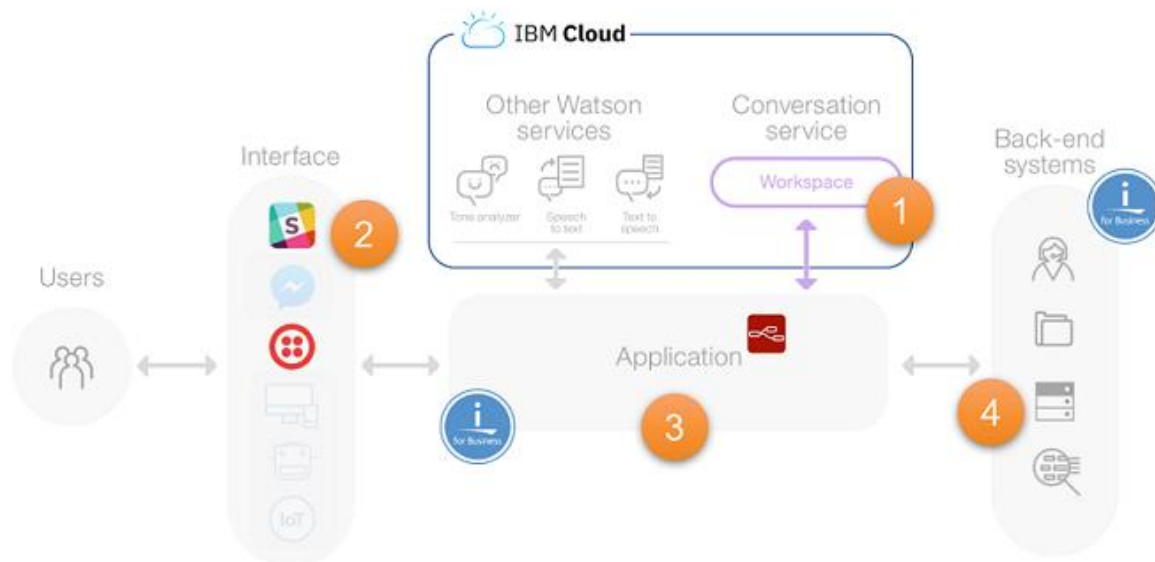 IBM Cloud
Other Watson
services
Conversation
service
Tone analyzer
Speech
to text
Text to
speech
Workspace
1
Interface
S
2
Back-end
systems
i
for Business
Users
Application
i
for Business
3
4
IoT